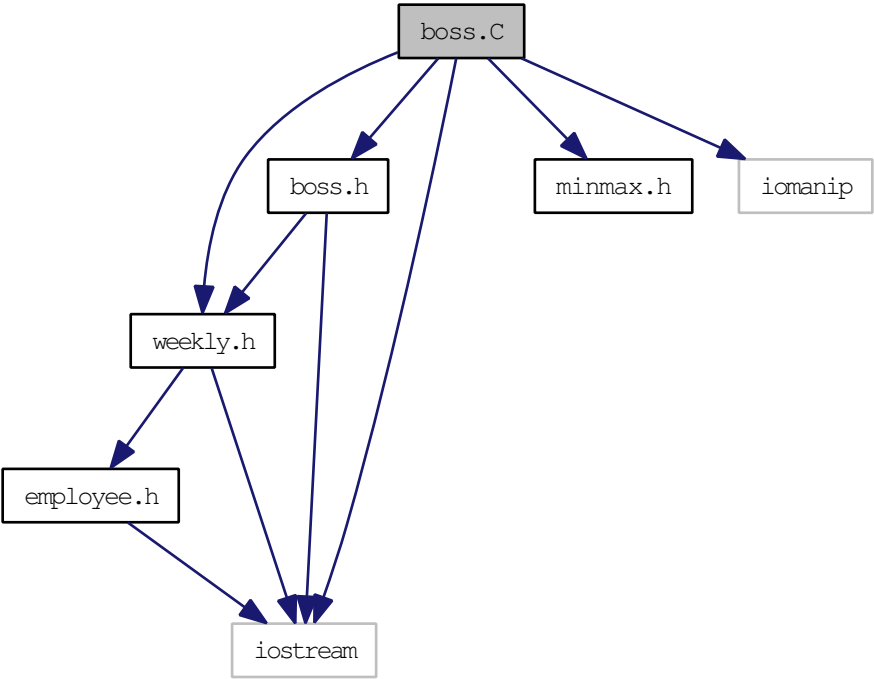 boss.C
boss.h
minmax.h
iomanip
weekly.h
employee.h
iostream